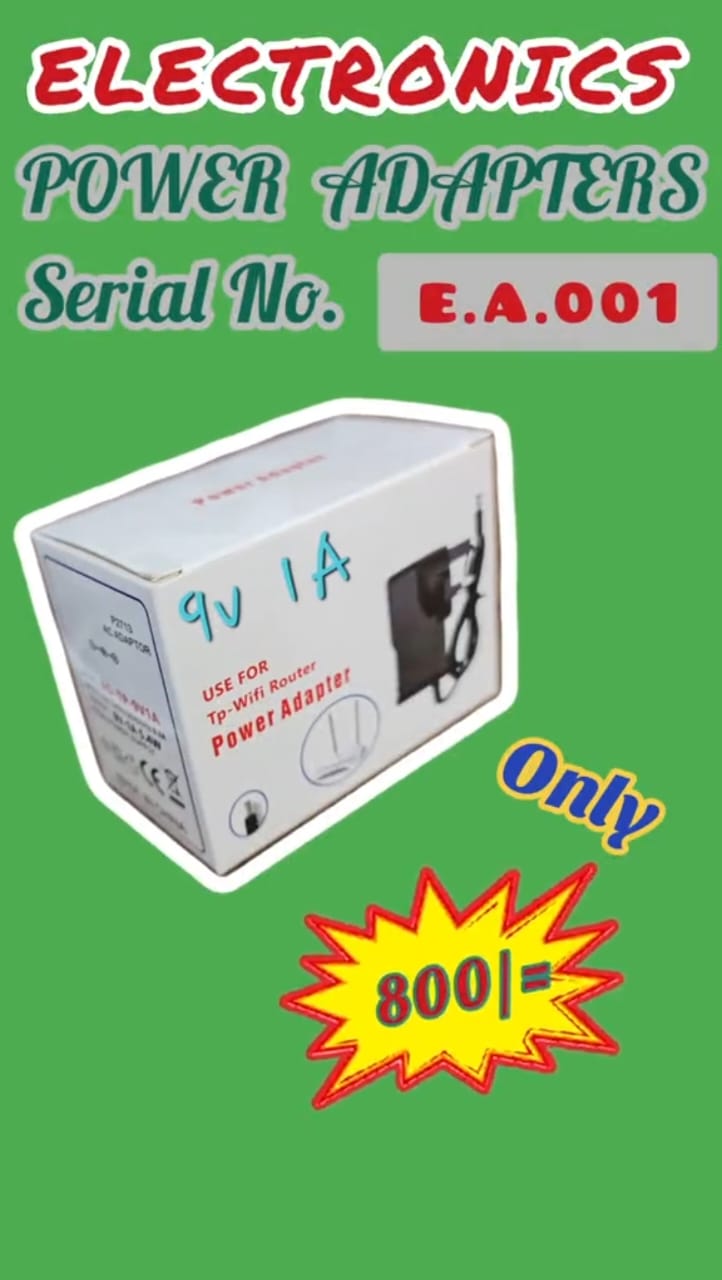 ELECTRONICS
POWER ADAPTERS
Serial No. E.A.001
Power Adapter
9v 1A
P2713
AC ADAPTOR
USE FOR
Tp-Wifi Router
Power Adapter
Only
800|=